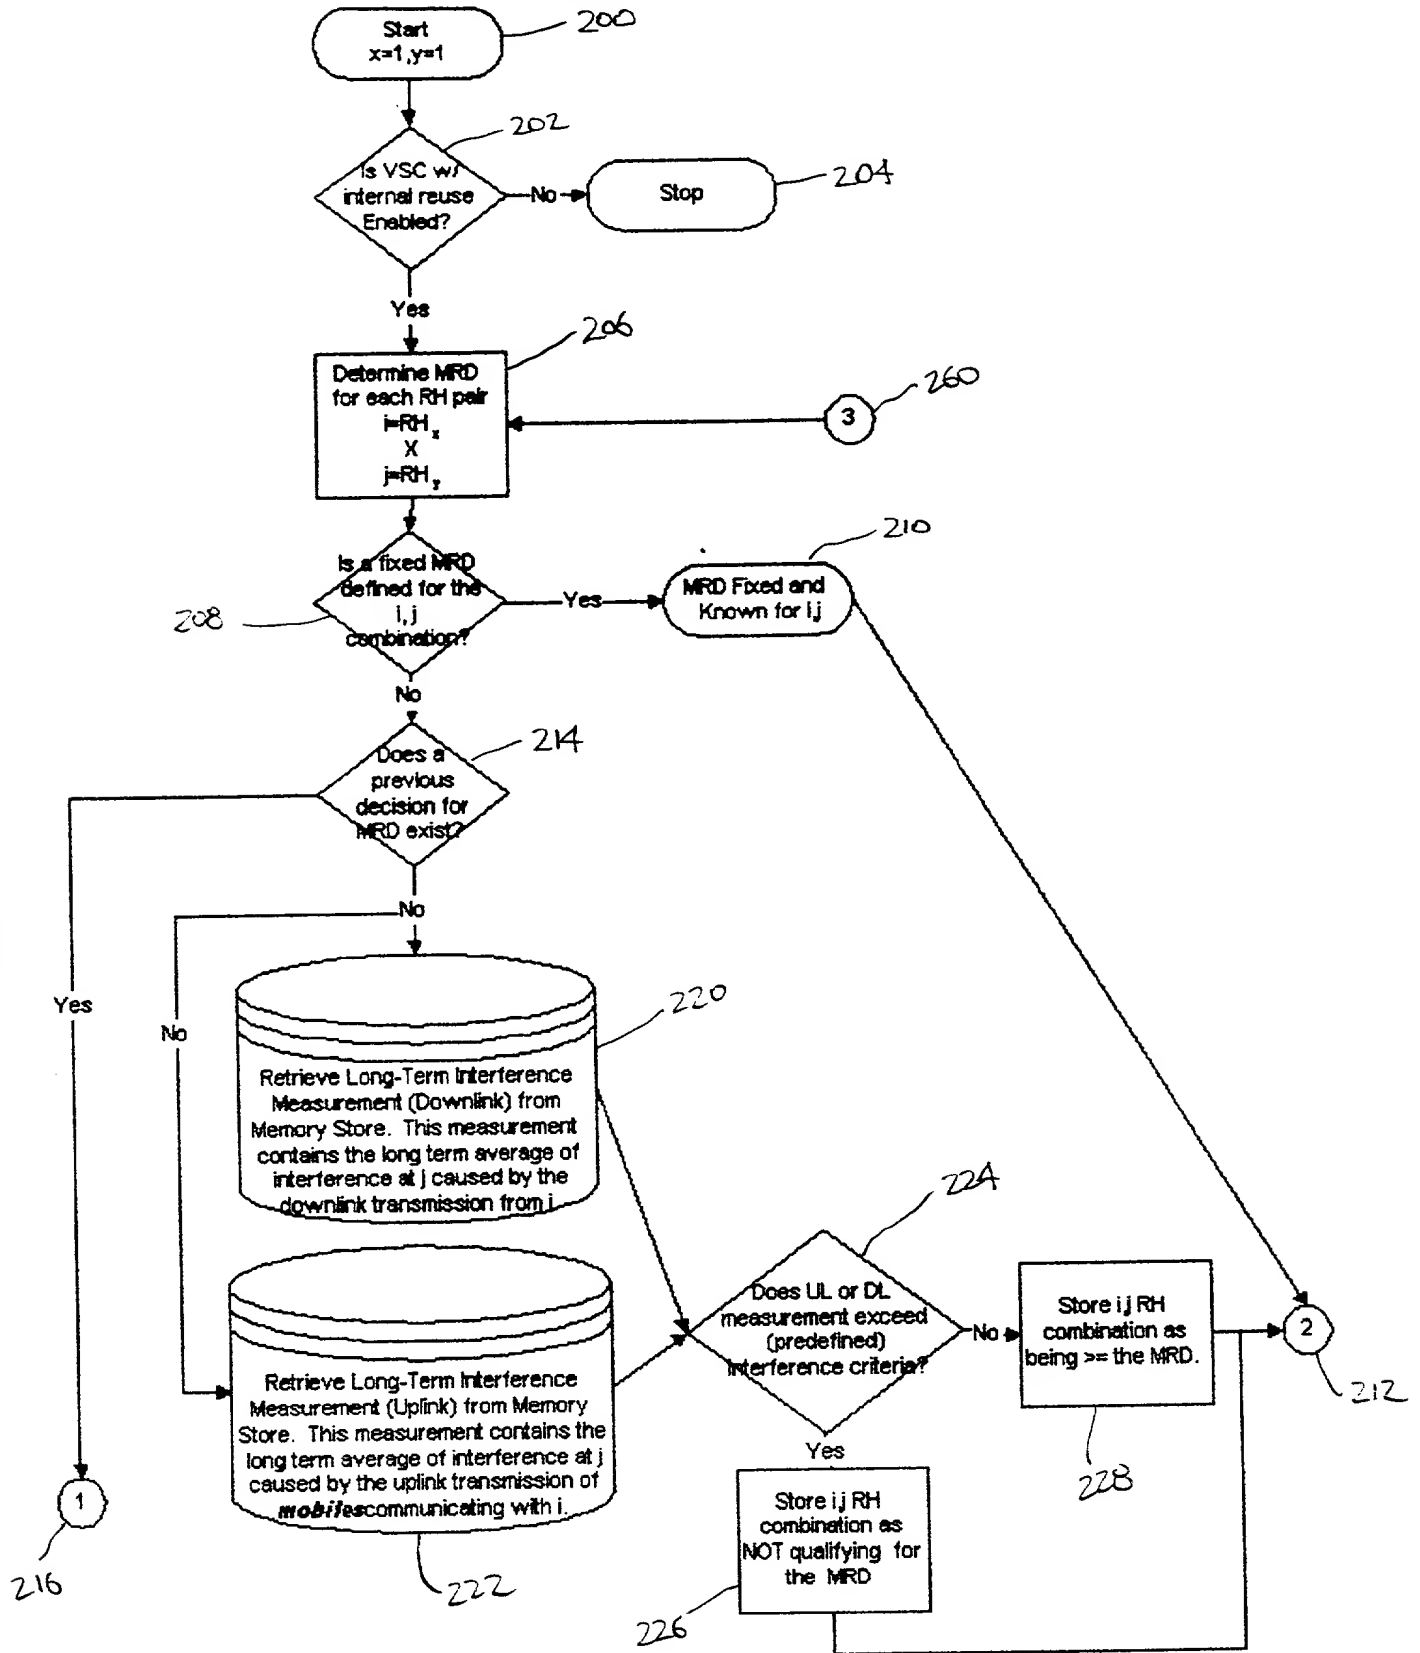 Start
x=1,y=1
200
202
Is VSC w/
internal reuse
Enabled?
No
Stop
204
Yes
206
Determine MRD
for each RH pair
i=RH x
X
j=RH y
3
260
Is a fixed MRD
defined for the
i, j
combination?
208
Yes
MRD Fixed and
Known for i,j
210
No
Does a
previous
decision for
MRD exist?
214
No
Yes
No
Retrieve Long-Term Interference
Measurement (Downlink) from
Memory Store. This measurement
contains the long term average of
interference at j caused by the
downlink transmission from i.
220
Retrieve Long-Term Interference
Measurement (Uplink) from Memory
Store. This measurement contains the
long term average of interference at j
caused by the uplink transmission of
mobiles communicating with i.
222
Does UL or DL
measurement exceed
(predefined)
interference criteria?
224
No
Store i,j RH
combination as
being >= the MRD.
228
2
212
Yes
Store i,j RH
combination as
NOT qualifying for
the MRD
226
1
216